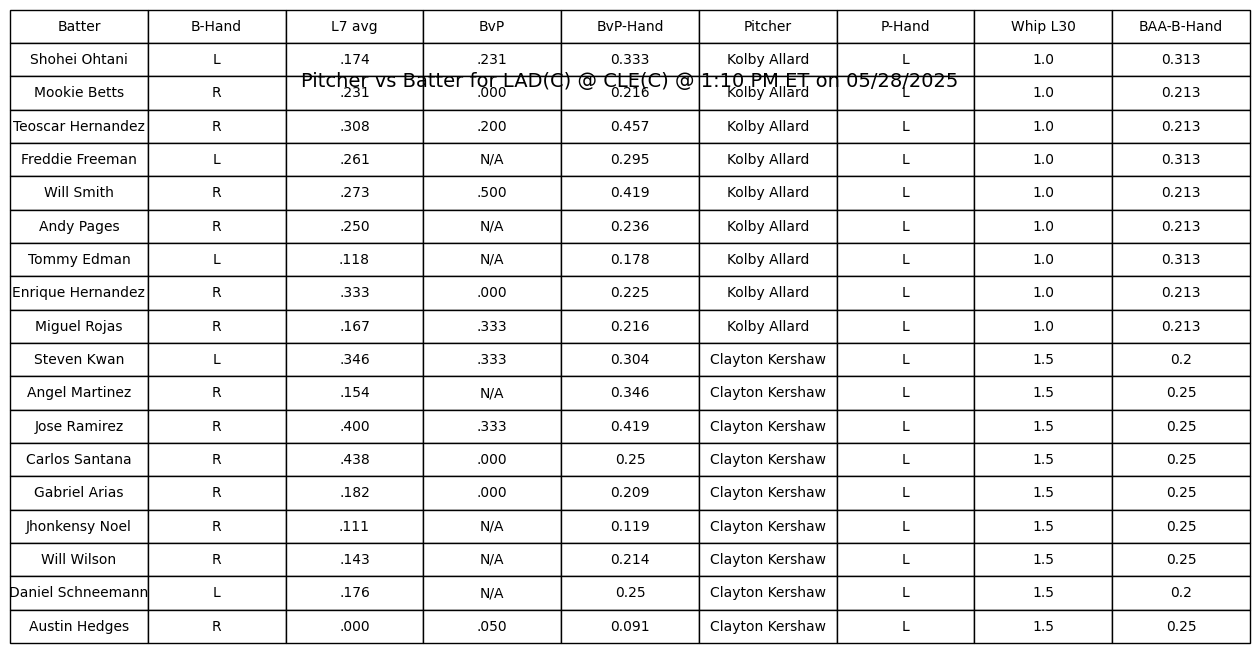 Batter B-Hand L7 avg BvP BvP-Hand Pitcher P-Hand Whip L30 BAA-B-Hand
Shohei Ohtani L .174 .231 0.333 Kolby Allard L 1.0 0.313
Pitcher vs Batter for LAD(C) @ CLE(C) @ 1:10 PM ET on 05/28/2025
Mookie Betts R .231 .000 0.216 Kolby Allard L 1.0 0.213
Teoscar Hernandez R .308 .200 0.457 Kolby Allard L 1.0 0.213
Freddie Freeman L .261 N/A 0.295 Kolby Allard L 1.0 0.313
Will Smith R .273 .500 0.419 Kolby Allard L 1.0 0.213
Andy Pages R .250 N/A 0.236 Kolby Allard L 1.0 0.213
Tommy Edman L .118 N/A 0.178 Kolby Allard L 1.0 0.313
Enrique Hernandez R .333 .000 0.225 Kolby Allard L 1.0 0.213
Miguel Rojas R .167 .333 0.216 Kolby Allard L 1.0 0.213
Steven Kwan L .346 .333 0.304 Clayton Kershaw L 1.5 0.2
Angel Martinez R .154 N/A 0.346 Clayton Kershaw L 1.5 0.25
Jose Ramirez R .400 .333 0.419 Clayton Kershaw L 1.5 0.25
Carlos Santana R .438 .000 0.25 Clayton Kershaw L 1.5 0.25
Gabriel Arias R .182 .000 0.209 Clayton Kershaw L 1.5 0.25
Jhonkensy Noel R .111 N/A 0.119 Clayton Kershaw L 1.5 0.25
Will Wilson R .143 N/A 0.214 Clayton Kershaw L 1.5 0.25
Daniel Schneemann L .176 N/A 0.25 Clayton Kershaw L 1.5 0.2
Austin Hedges R .000 .050 0.091 Clayton Kershaw L 1.5 0.25